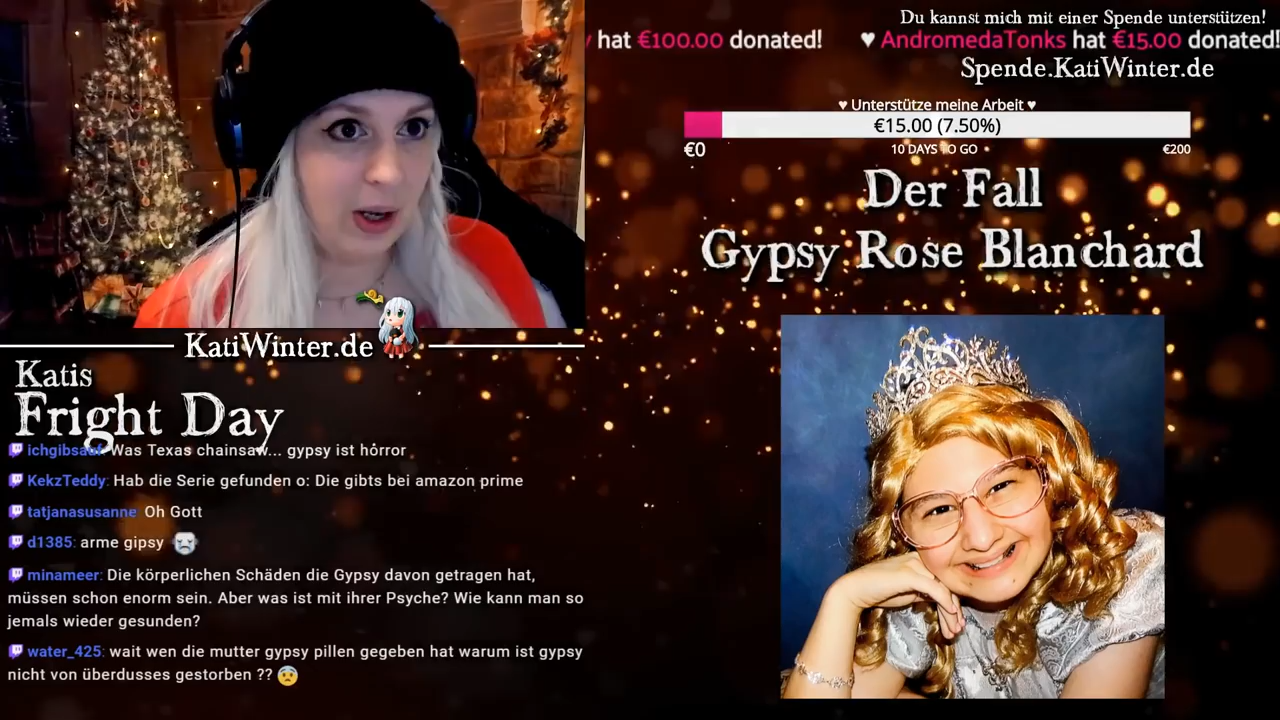 Du kannst mich mit einer Spende unterstützen!
hat €100.00 donated! ♥ AndromedaTonks hat €15.00 donated!
Spende.KatiWinter.de
♥ Unterstütze meine Arbeit ♥
€15.00 (7.50%)
€0 10 DAYS TO GO €200
Der Fall
Gypsy Rose Blanchard
KatiWinter.de
Katis
Fright Day
ichgibsauf: Was Texas chainsaw... gypsy ist horror
KekzTeddy: Hab die Serie gefunden o: Die gibts bei amazon prime
tatjanasusanne: Oh Gott
d1385: arme gipsy
minameer: Die körperlichen Schäden die Gypsy davon getragen hat,
müssen schon enorm sein. Aber was ist mit ihrer Psyche? Wie kann man so
jemals wieder gesunden?
water_425: wait wen die mutter gypsy pillen gegeben hat warum ist gypsy
nicht von überdusses gestorben ??